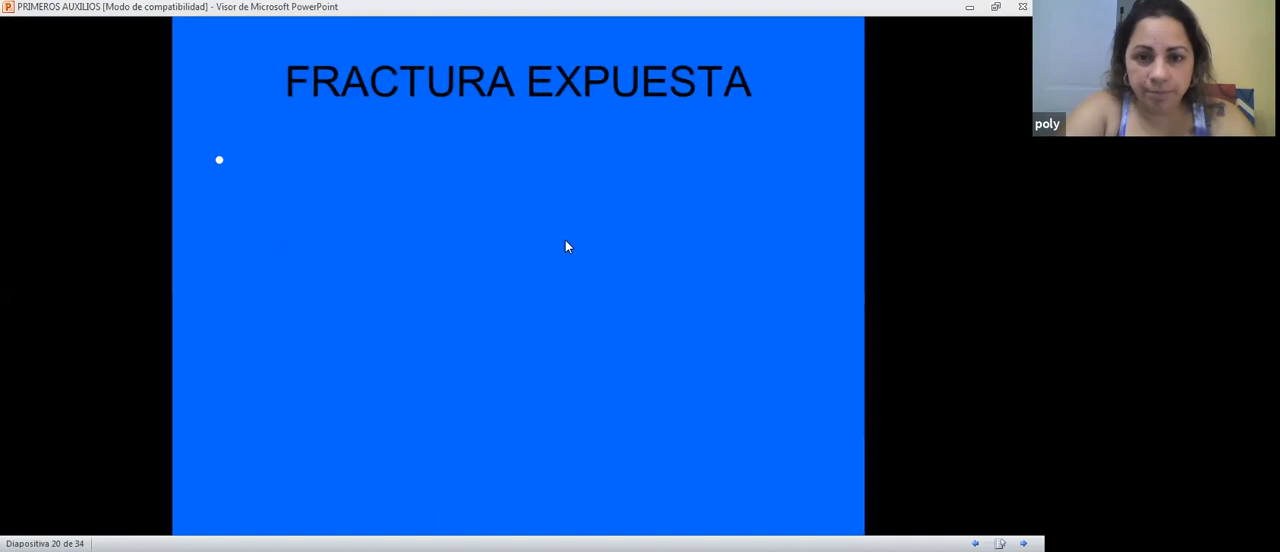 PRIMEROS AUXILIOS [Modo de compatibilidad] - Visor de Microsoft PowerPoint
FRACTURA EXPUESTA
poly
Diapositiva 20 de 34